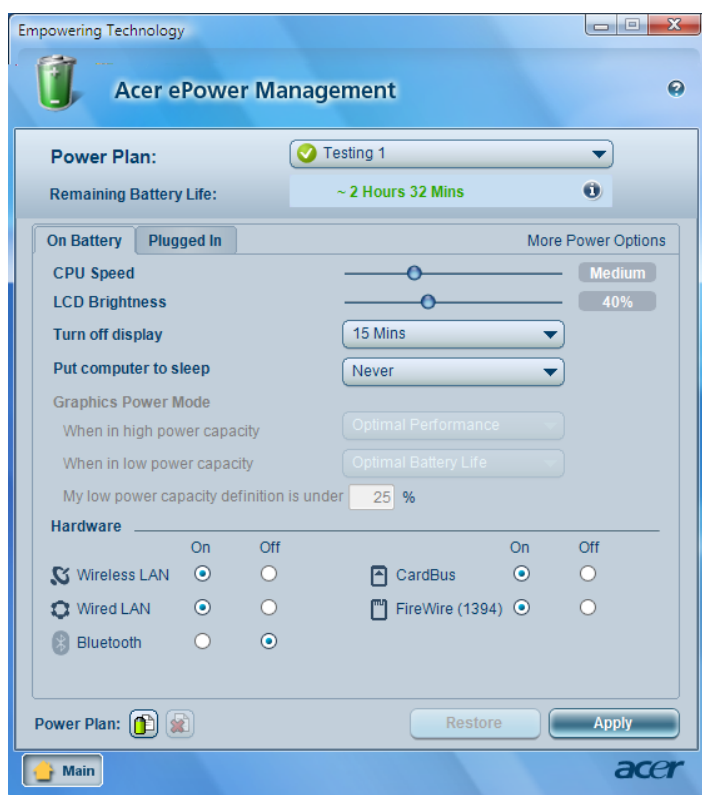 Empowering Technology
Acer ePower Management
Power Plan: Testing 1
Remaining Battery Life: ~ 2 Hours 32 Mins
On Battery Plugged In More Power Options
CPU Speed Medium
LCD Brightness 40%
Turn off display 15 Mins
Put computer to sleep Never
Graphics Power Mode
When in high power capacity Optimal Performance
When in low power capacity Optimal Battery Life
My low power capacity definition is under 25 %
Hardware
On Off On Off
Wireless LAN CardBus
Wired LAN FireWire (1394)
Bluetooth
Power Plan: Restore Apply
Main acer